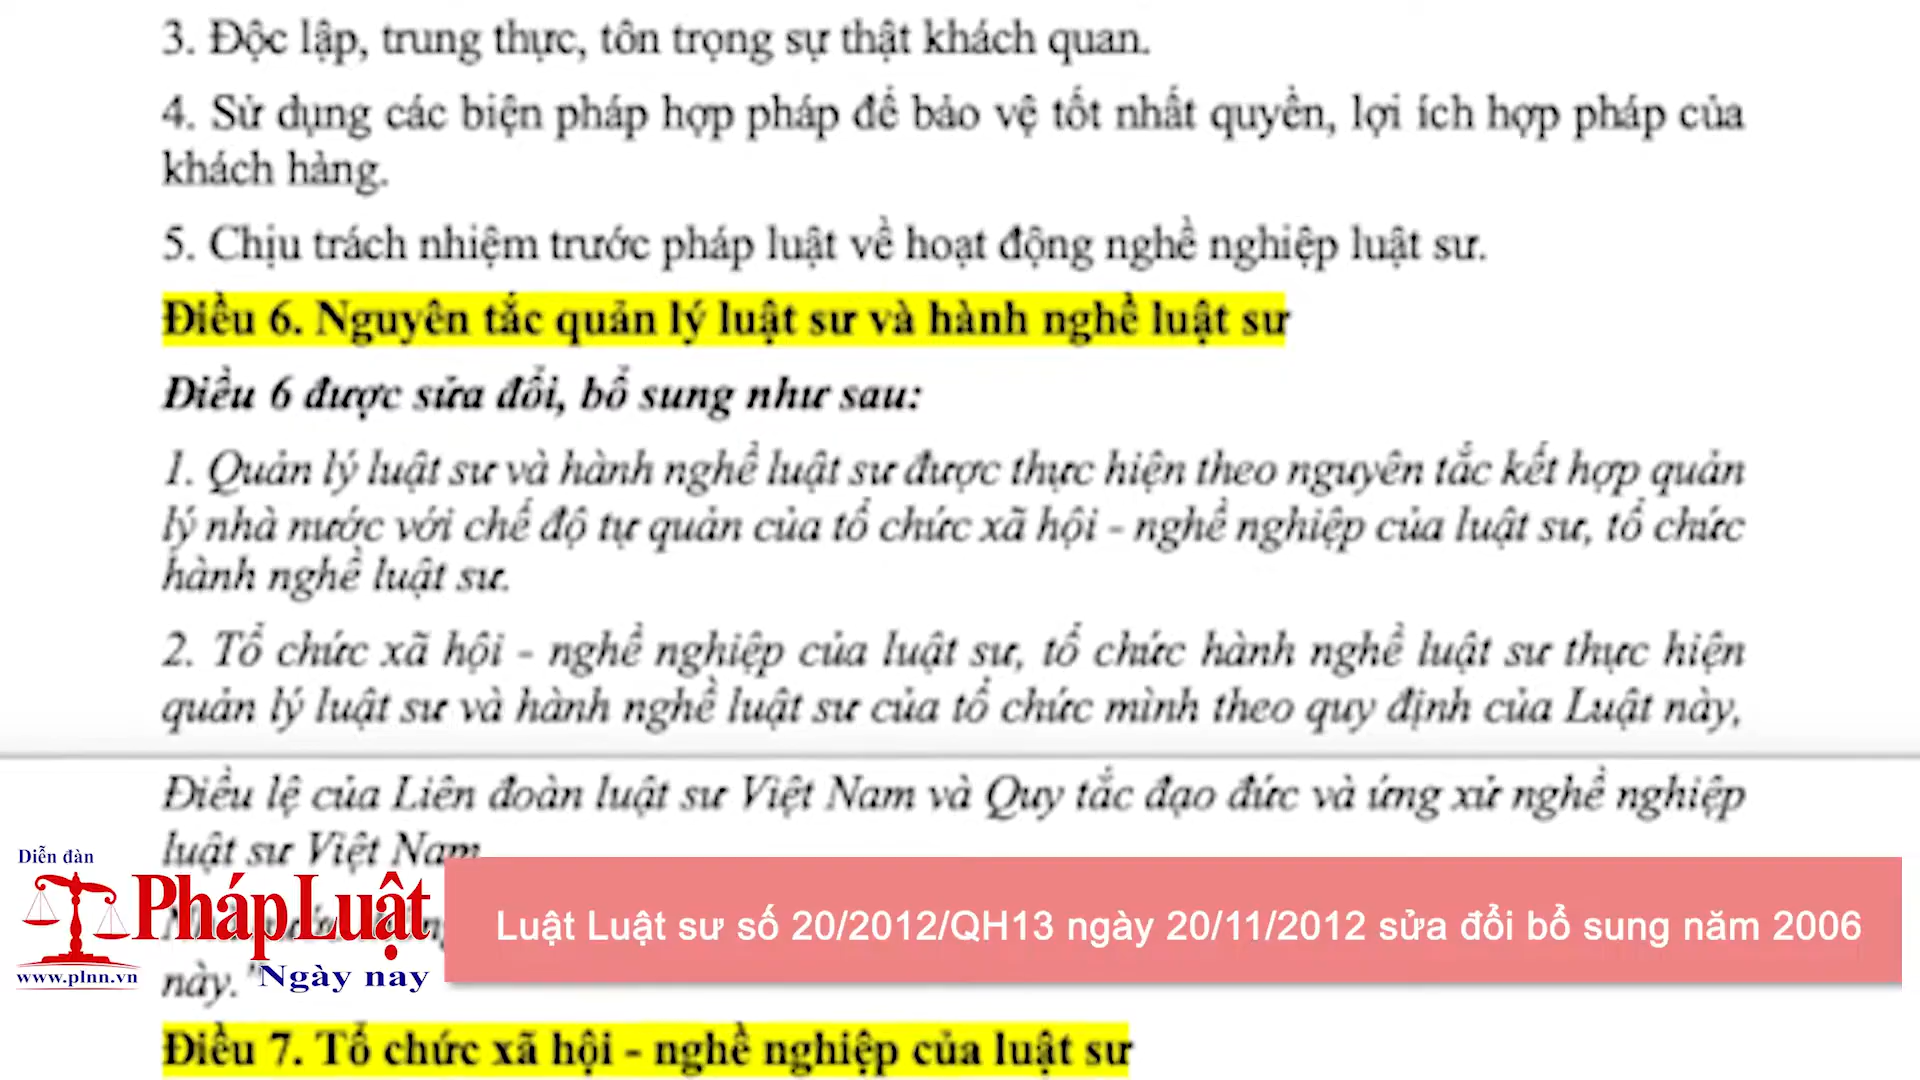 3. Độc lập, trung thực, tôn trọng sự thật khách quan.
4. Sử dụng các biện pháp hợp pháp để bảo vệ tốt nhất quyền, lợi ích hợp pháp của
khách hàng.
5. Chịu trách nhiệm trước pháp luật về hoạt động nghề nghiệp luật sư.
Điều 6. Nguyên tắc quản lý luật sư và hành nghề luật sư
Điều 6 được sửa đổi, bổ sung như sau:
1. Quản lý luật sư và hành nghề luật sư được thực hiện theo nguyên tắc kết hợp quản
lý nhà nước với chế độ tự quản của tổ chức xã hội - nghề nghiệp của luật sư, tổ chức
hành nghề luật sư.
2. Tổ chức xã hội - nghề nghiệp của luật sư, tổ chức hành nghề luật sư thực hiện
quản lý luật sư và hành nghề luật sư của tổ chức mình theo quy định của Luật này,
Điều lệ của Liên đoàn luật sư Việt Nam và Quy tắc đạo đức và ứng xử nghề nghiệp
luật sư Việt Nam
Diễn đàn
PhápLuật
Ngày nay
www.plnn.vn
Luật Luật sư số 20/2012/QH13 ngày 20/11/2012 sửa đổi bổ sung năm 2006
này."
Điều 7. Tổ chức xã hội - nghề nghiệp của luật sư